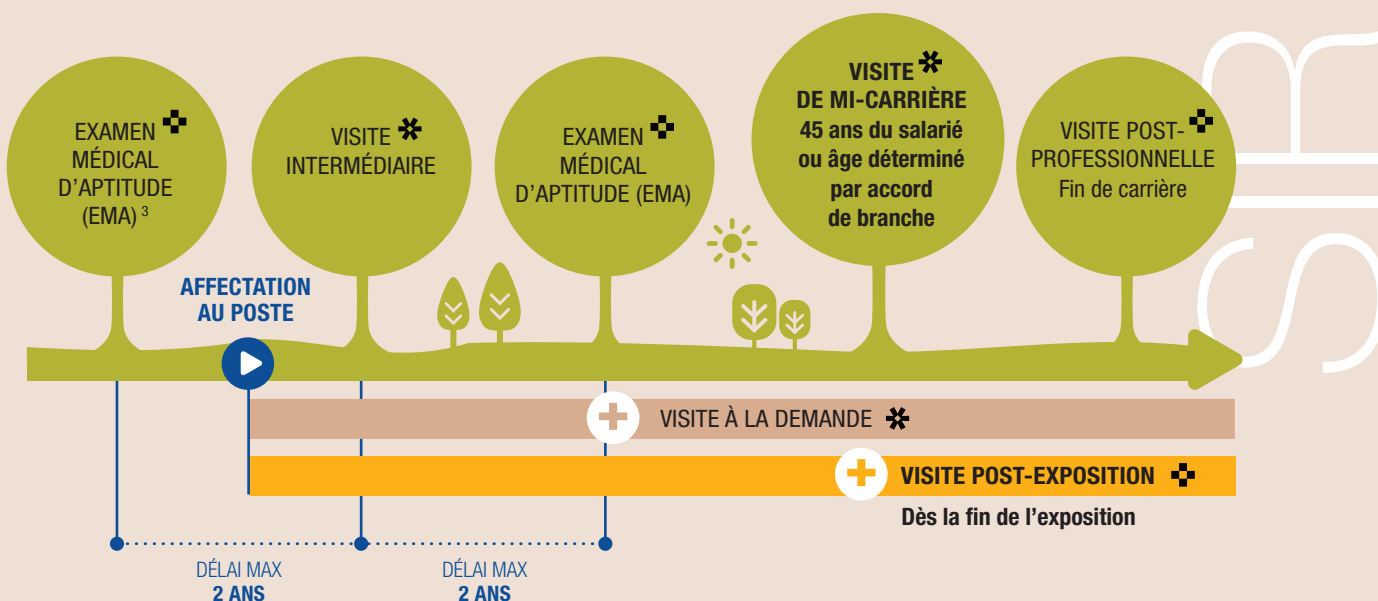 EXAMEN
MÉDICAL
D'APTITUDE
(EMA) 3
VISITE
INTERMÉDIAIRE
EXAMEN
MÉDICAL
D'APTITUDE (EMA)
VISITE
DE MI-CARRIÈRE
45 ans du salarié
ou âge déterminé
par accord
de branche
VISITE POST-
PROFESSIONNELLE
Fin de carrière
SIR
AFFECTATION
AU POSTE
VISITE À LA DEMANDE
VISITE POST-EXPOSITION
Dès la fin de l'exposition
DÉLAI MAX
2 ANS
DÉLAI MAX
2 ANS